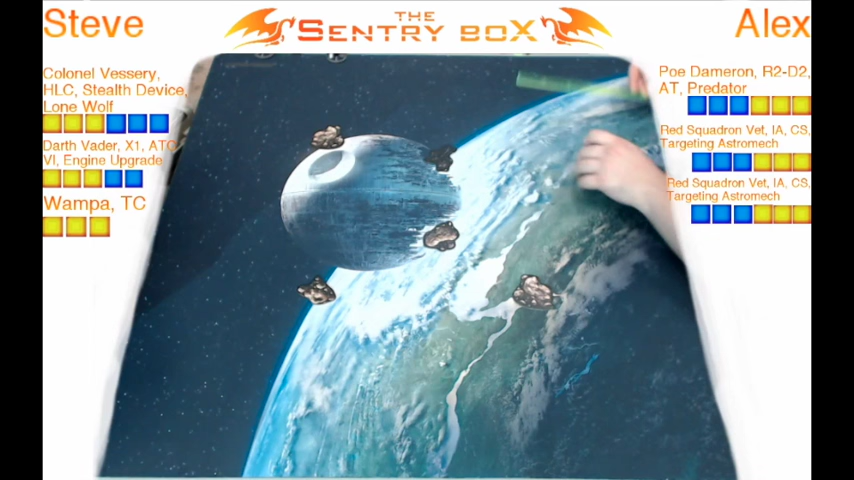 Steve
THE
SENTRY BOX
Alex
Colonel Vessery,
HLC, Stealth Device,
Lone Wolf
Darth Vader, X1, ATC
VI, Engine Upgrade
Wampa, TC
Poe Dameron, R2-D2,
AT, Predator
Red Squadron Vet, IA, CS,
Targeting Astromech
Red Squadron Vet, IA, CS,
Targeting Astromech